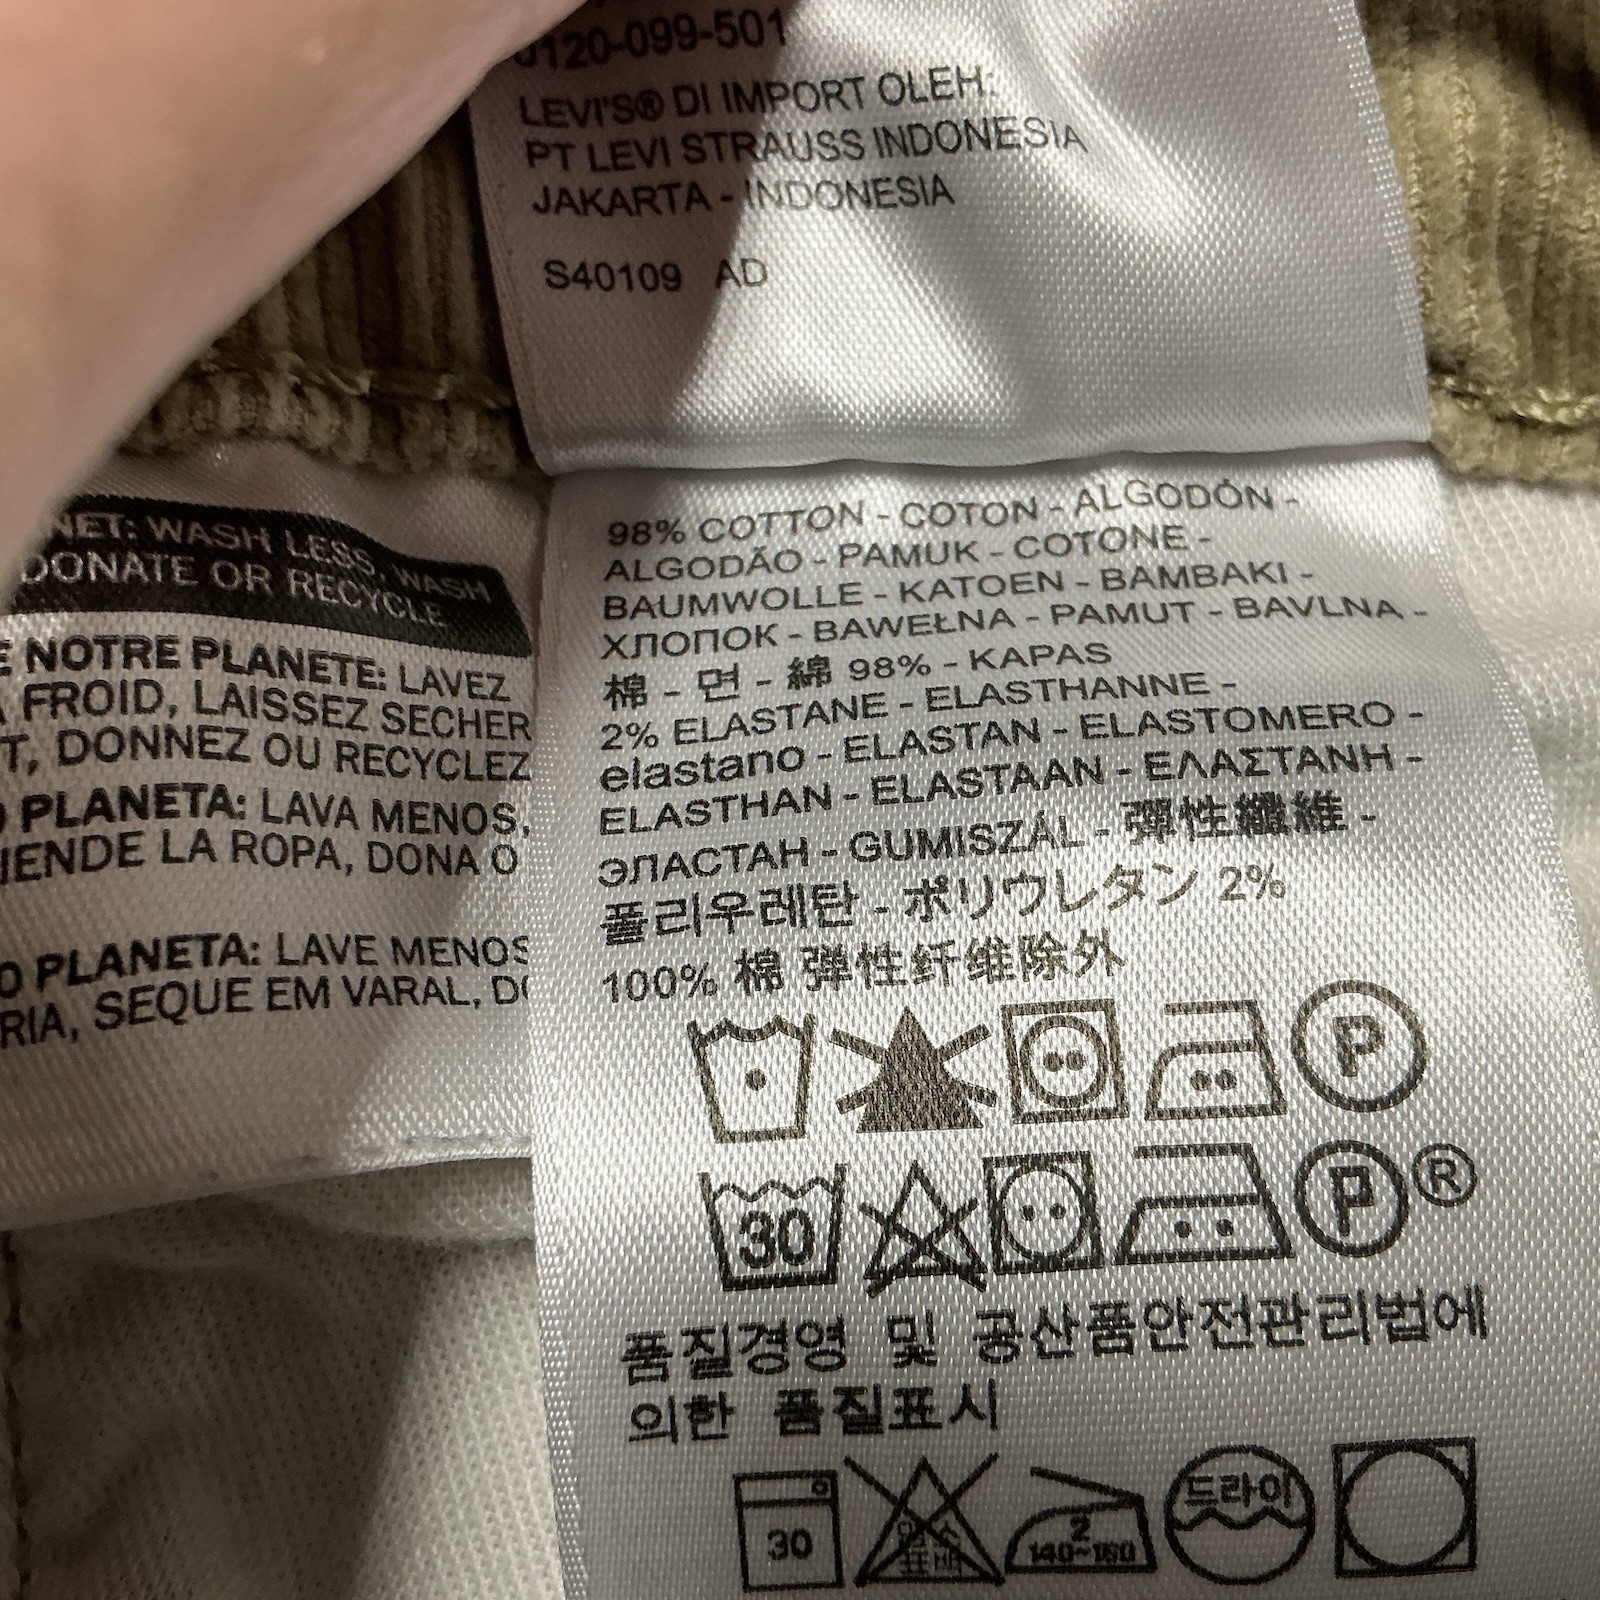 0120-099-501
LEVI'S® DI IMPORT OLEH:
PT LEVI STRAUSS INDONESIA
JAKARTA - INDONESIA
S40109 AD
NET: WASH LESS, WASH
DONATE OR RECYCLE
E NOTRE PLANETE: LAVEZ
FROID, LAISSEZ SECHER
T, DONNEZ OU RECYCLEZ
PLANETA: LAVA MENOS,
IENDE LA ROPA, DONA O
O PLANETA: LAVE MENOS
RIA, SEQUE EM VARAL,
98% COTTON - COTON - ALGODÓN -
ALGODÃO - PAMUK - COTONE -
BAUMWOLLE - KATOEN - BAMBAKI -
ХЛОПОК - BAWEŁNA - PAMUT - BAVLNA -
棉 - 면 - 綿 98% - KAPAS
2% ELASTANE - ELASTHANNE -
elastano - ELASTAN - ELASTOMERO -
ELASTHAN - ELASTAAN - ΕΛΑΣΤΑΝΗ -
ЭЛАСТАН - GUMISZÁL - 彈性纖維 -
폴리우레탄 - ポリウレタン 2%
100% 棉 弹性纤维除外
P
30 P ®
품질경영 및 공산품안전관리법에
의한 품질표시
30 2 드라이
140~160